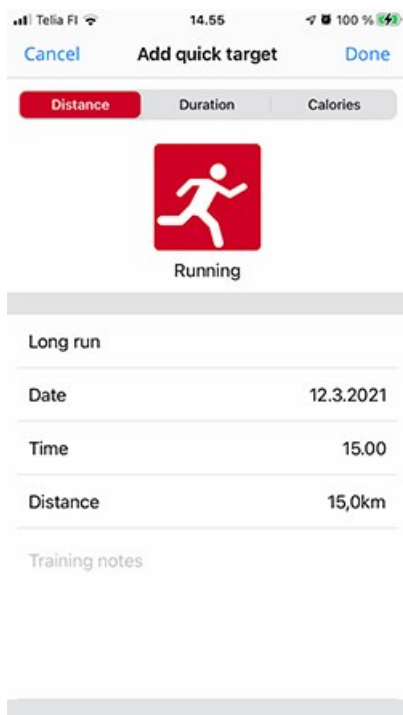 Telia FI 14.55 100 %
Cancel Add quick target Done
Distance Duration Calories
Running
Long run
Date 12.3.2021
Time 15.00
Distance 15,0km
Training notes